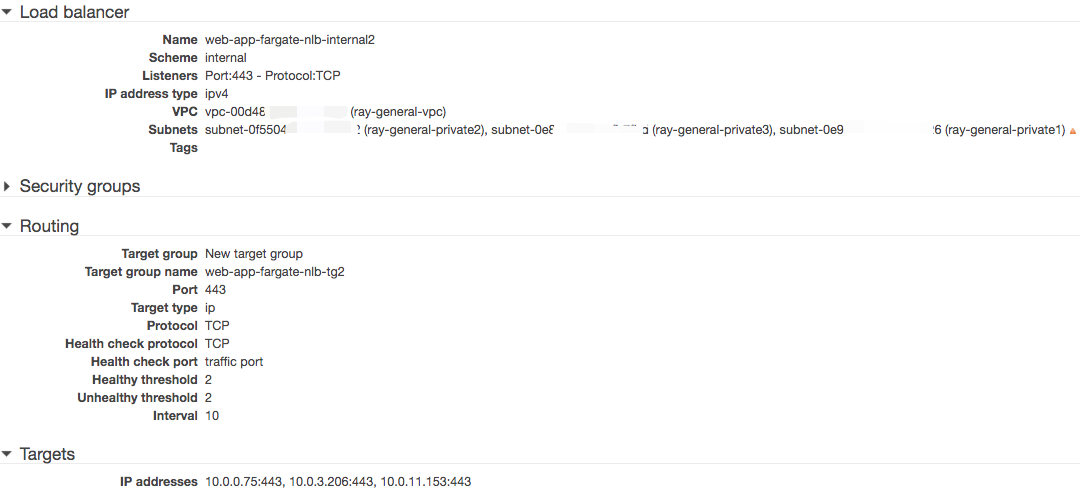 Load balancer
Name web-app-fargate-nlb-internal2
Scheme internal
Listeners Port:443 - Protocol:TCP
IP address type ipv4
VPC vpc-00d48 (ray-general-vpc)
Subnets subnet-0f5504 (ray-general-private2), subnet-0e8 (ray-general-private3), subnet-0e9 6 (ray-general-private1)
Tags
Security groups
Routing
Target group New target group
Target group name web-app-fargate-nlb-tg2
Port 443
Target type ip
Protocol TCP
Health check protocol TCP
Health check port traffic port
Healthy threshold 2
Unhealthy threshold 2
Interval 10
Targets
IP addresses 10.0.0.75:443, 10.0.3.206:443, 10.0.11.153:443